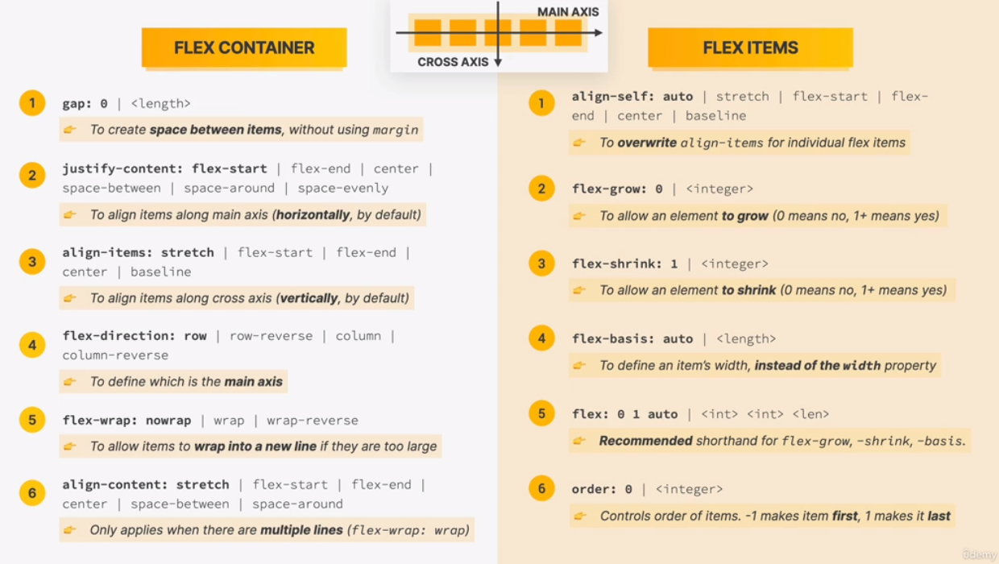 MAIN AXIS
CROSS AXIS
FLEX CONTAINER
1
gap: 0 | <length>
To create space between items, without using margin
2
justify-content: flex-start | flex-end | center |
space-between | space-around | space-evenly
To align items along main axis (horizontally, by default)
3
align-items: stretch | flex-start | flex-end |
center | baseline
To align items along cross axis (vertically, by default)
4
flex-direction: row | row-reverse | column |
column-reverse
To define which is the main axis
5
flex-wrap: nowrap | wrap | wrap-reverse
To allow items to wrap into a new line if they are too large
6
align-content: stretch | flex-start | flex-end |
center | space-between | space-around
Only applies when there are multiple lines (flex-wrap: wrap)
FLEX ITEMS
1
align-self: auto | stretch | flex-start | flex-
end | center | baseline
To overwrite align-items for individual flex items
2
flex-grow: 0 | <integer>
To allow an element to grow (0 means no, 1+ means yes)
3
flex-shrink: 1 | <integer>
To allow an element to shrink (0 means no, 1+ means yes)
4
flex-basis: auto | <length>
To define an item’s width, instead of the width property
5
flex: 0 1 auto | <int> <int> <len>
Recommended shorthand for flex-grow, -shrink, -basis.
6
order: 0 | <integer>
Controls order of items. -1 makes item first, 1 makes it last
ûdemy